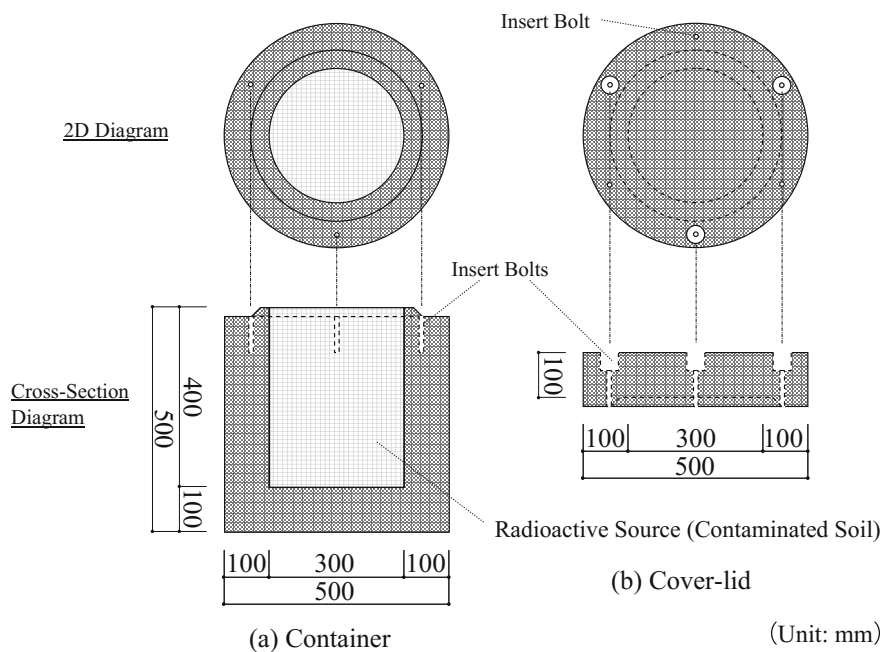 Insert Bolt
2D Diagram
Insert Bolts
Cross-Section
Diagram
500
400
100
100 300 100
500
Radioactive Source (Contaminated Soil)
(a) Container
100
100 300 100
500
(b) Cover-lid
(Unit: mm)